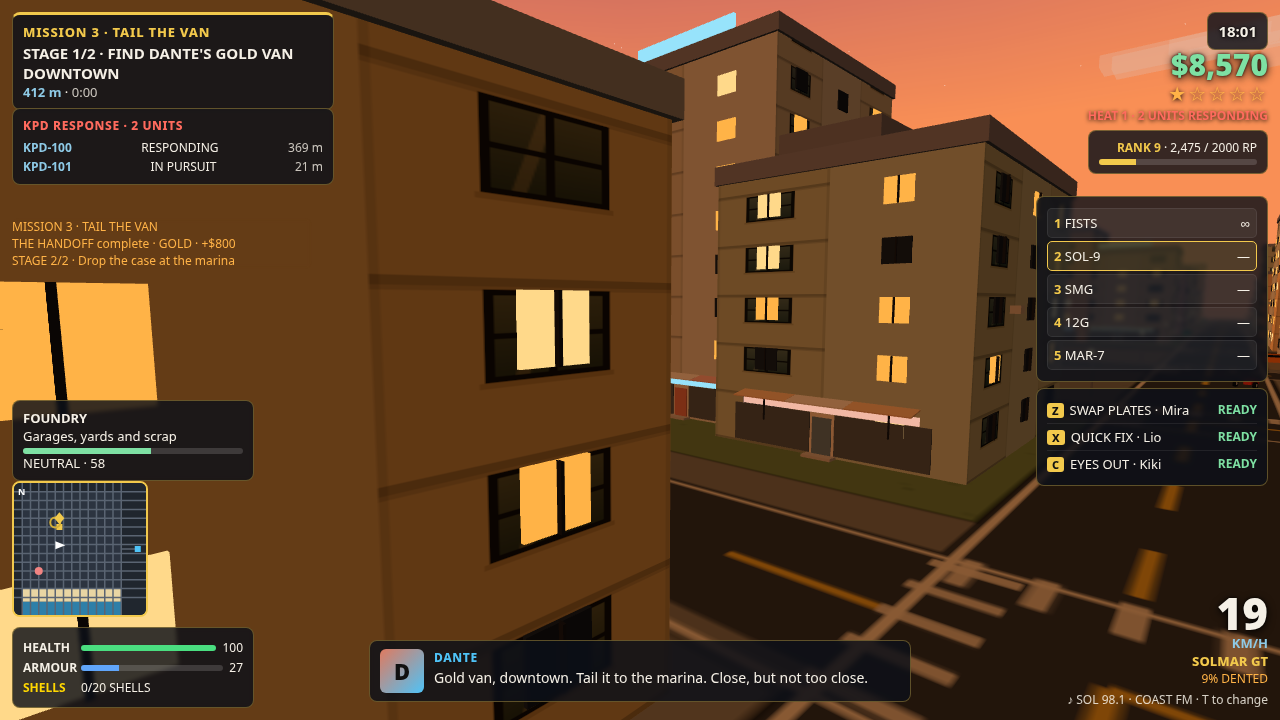 MISSION 3 · TAIL THE VAN
STAGE 1/2 · FIND DANTE'S GOLD VAN
DOWNTOWN
412 m · 0:00
KPD RESPONSE · 2 UNITS
KPD-100 RESPONDING 369 m
KPD-101 IN PURSUIT 21 m
MISSION 3 · TAIL THE VAN
THE HANDOFF complete · GOLD · +$800
STAGE 2/2 · Drop the case at the marina
FOUNDRY
Garages, yards and scrap
NEUTRAL · 58
N
HEALTH 100
ARMOUR 27
SHELLS 0/20 SHELLS
D
DANTE
Gold van, downtown. Tail it to the marina. Close, but not too close.
18:01
$8,570
HEAT 1 · 2 UNITS RESPONDING
RANK 9 · 2,475 / 2000 RP
1 FISTS ∞
2 SOL-9 —
3 SMG —
4 12G —
5 MAR-7 —
Z SWAP PLATES · Mira READY
X QUICK FIX · Lio READY
C EYES OUT · Kiki READY
19
KM/H
SOLMAR GT
9% DENTED
♪ SOL 98.1 · COAST FM · T to change